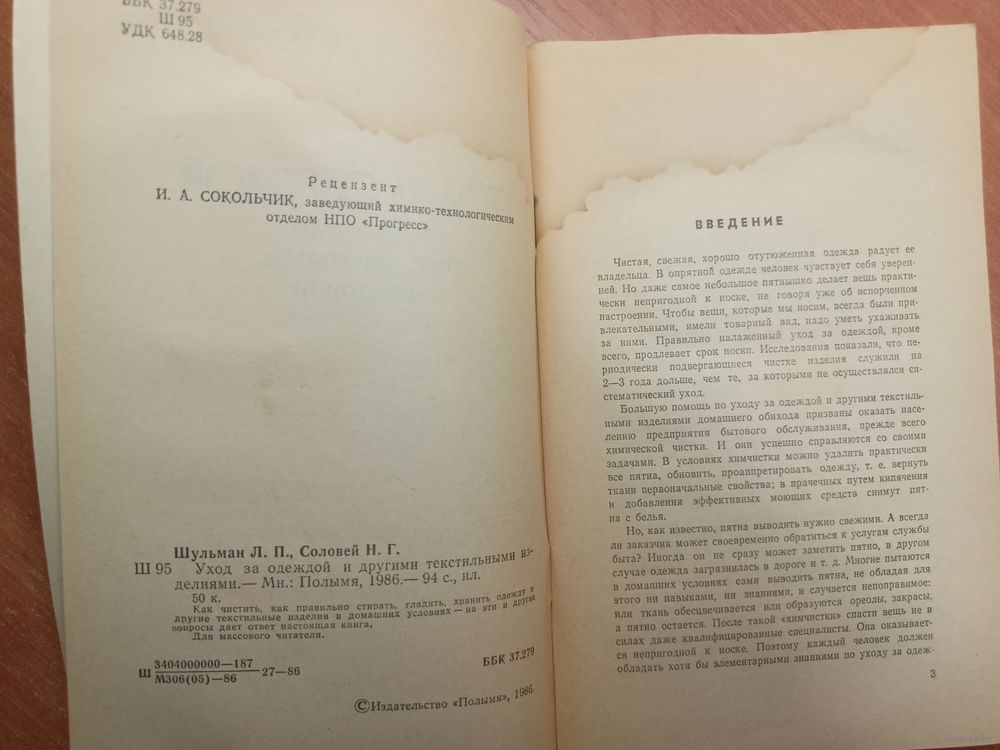 ББК 37.279
Ш 95
УДК 648.28
Рецензент
И. А. СОКОЛЬЧИК, заведующий химико-технологическим
отделом НПО «Прогресс»
Шульман Л. П., Соловей Н. Г.
Ш 95 Уход за одеждой и другими текстильными из-
делиями.— Мн.: Полымя, 1986.— 94 с., ил.
50 к.
Как чистить, как правильно стирать, гладить, хранить одежду и
другие текстильные изделия в домашних условиях — на эти и другие
вопросы дает ответ настоящая книга.
Для массового читателя.
Ш 3404000000—187
М306(05)—86 27—86
ББК 37.279
© Издательство «Полымя», 1986.
ВВЕДЕНИЕ
Чистая, свежая, хорошо отутюженная одежда радует ее
владельца. В опрятной одежде человек чувствует себя уверен-
ней. Но даже самое небольшое пятнышко делает вещь практи-
чески непригодной к носке, не говоря уже об испорченном
настроении. Чтобы вещи, которые мы носим, всегда были при-
влекательными, имели товарный вид, надо уметь ухаживать
за ними. Правильно налаженный уход за одеждой, кроме
всего, продлевает срок носки. Исследования показали, что пе-
риодически подвергающиеся чистке изделия служили на
2—3 года дольше, чем те, за которыми не осуществлялся си-
стематический уход.
Большую помощь по уходу за одеждой и другими текстиль-
ными изделиями домашнего обихода призваны оказать насе-
лению предприятия бытового обслуживания, прежде всего
химической чистки. И они успешно справляются со своими
задачами. В условиях химчистки можно удалить практически
все пятна, обновить, проаппретировать одежду, т. е. вернуть
ткани первоначальные свойства; в прачечных путем кипячения
и добавления эффективных моющих средств снимут пят-
на с белья.
Но, как известно, пятна выводить нужно свежими. А всегда
ли заказчик может своевременно обратиться к услугам службы
быта? Иногда он не сразу может заметить пятно, в другом
случае одежда загрязнилась в дороге и т. д. Многие пытаются
в домашних условиях сами выводить пятна, не обладая для
этого ни навыками, ни знаниями, и случается непоправимое:
или ткань обесцвечивается или образуются ореолы, закрасы,
а пятно остается. После такой «химчистки» спасти вещь не в
силах даже квалифицированные специалисты. Она оказывает-
ся непригодной к носке. Поэтому каждый человек должен
обладать хотя бы элементарными знаниями по уходу за одеж-
3